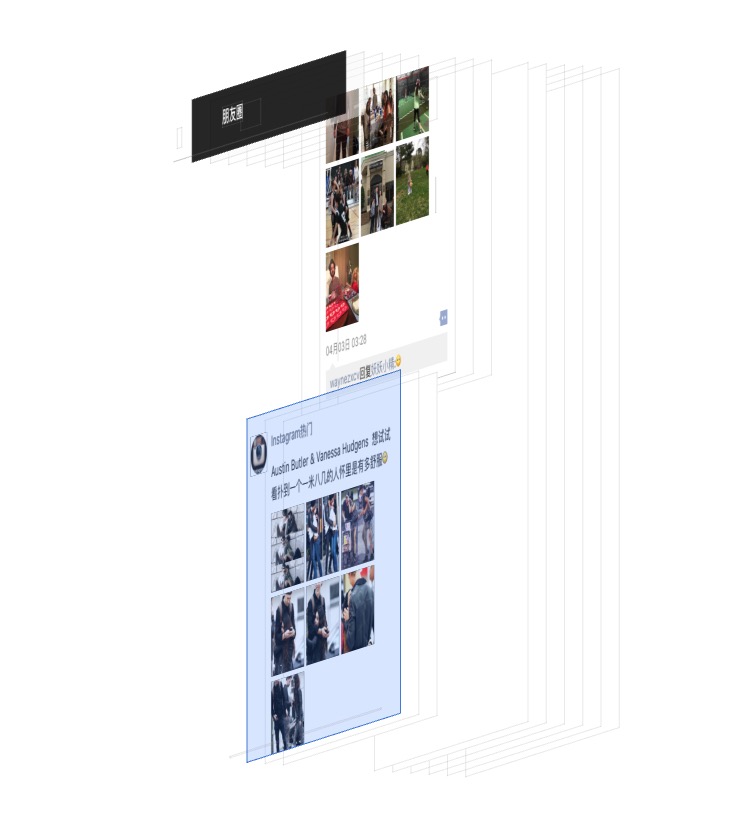 朋友圈
04月03日 03:28
waynezxcv回复妖妖小精:
Instagram热门
Austin Butler & Vanessa Hudgens 想试试
看扑到一个一米八几的人怀里是有多舒服